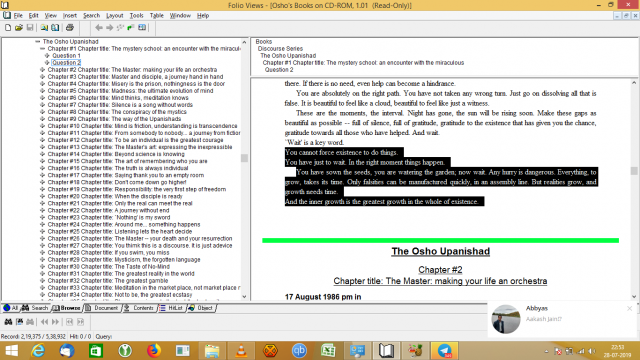 Folio Views - [Osho's Books on CD-ROM, 1.01 (Read-Only)]
File Edit View Insert Search Layout Tools Table Window Help
The Osho Upanishad
Chapter #1 Chapter title: The mystery school: an encounter with the miraculous
Question 1
Question 2
Chapter #2 Chapter title: The Master: making your life an orchestra
Chapter #3 Chapter title: Master and disciple, a journey hand in hand
Chapter #4 Chapter title: Misery is the prison, nothingness is the door
Chapter #5 Chapter title: Madness: the ultimate evolution of mind
Chapter #6 Chapter title: Mind thinks, meditation knows
Chapter #7 Chapter title: Silence is a song without words
Chapter #8 Chapter title: The conspiracy of the mystics
Chapter #9 Chapter title: The way of the Upanishads
Chapter #10 Chapter title: Mind is fiction, understanding is transcendence
Chapter #11 Chapter title: From somebody to nobody... a journey from fiction
Chapter #12 Chapter title: To be an individual is the greatest courage
Chapter #13 Chapter title: The Master's art: expressing the inexpressible
Chapter #14 Chapter title: Beyond science is knowing
Chapter #15 Chapter title: The art of remembering who you are
Chapter #16 Chapter title: The truth is always individual
Chapter #17 Chapter title: Saying thank you to an empty room
Chapter #18 Chapter title: Don't come down go higher!
Chapter #19 Chapter title: Responsibility: the very first step of freedom
Chapter #20 Chapter title: When the disciple is ready
Chapter #21 Chapter title: Only the real can meet the real
Chapter #22 Chapter title: A journey without end
Chapter #23 Chapter title: 'Nothing' is my sword
Chapter #24 Chapter title: Around me... something happens
Chapter #25 Chapter title: Listening lets the heart decide
Chapter #26 Chapter title: The Master -- your death and your resurrection
Chapter #27 Chapter title: You think this is a discourse. It is just advice
Chapter #28 Chapter title: If you swim, you miss
Chapter #29 Chapter title: Mysticism, the forgotten language
Chapter #30 Chapter title: The Taste of No-Mind
Chapter #31 Chapter title: The greatest reality in the world
Chapter #32 Chapter title: The greatest gamble
Chapter #33 Chapter title: Meditation in the market place, not market place in
Chapter #34 Chapter title: Not to be, the greatest ecstasy
Books
Discourse Series
The Osho Upanishad
Chapter #1 Chapter title: The mystery school: an encounter with the miraculous
Question 2
there. If there is no need, even help can become a hindrance.
You are absolutely on the right path. You have not taken any wrong turn. Just go on dissolving all that is
false. It is beautiful to feel like a cloud, beautiful to feel like just a witness.
These are the moments, the interval. Night has gone, the sun will be rising soon. Make these gaps as
beautiful as possible -- full of silence, full of gratitude, gratitude to the existence that has given you the chance,
gratitude towards all those who have helped. And wait.
`Wait' is a key word.
You cannot force existence to do things.
You have just to wait. In the right moment things happen.
You have sown the seeds, you are watering the garden; now wait. Any hurry is dangerous. Everything, to
grow, takes its time. Only falsities can be manufactured quickly, in an assembly line. But realities grow, and
growth needs time.
And the inner growth is the greatest growth in the whole of existence.
The Osho Upanishad
Chapter #2
Chapter title: The Master: making your life an orchestra
17 August 1986 pm in
Abbyas
Aakash Jain!!?
All Search Browse Document Contents Hit List Object
Record: 2,19,375 / 5,38,932 Hit: 0 / 0 Query:
22:53